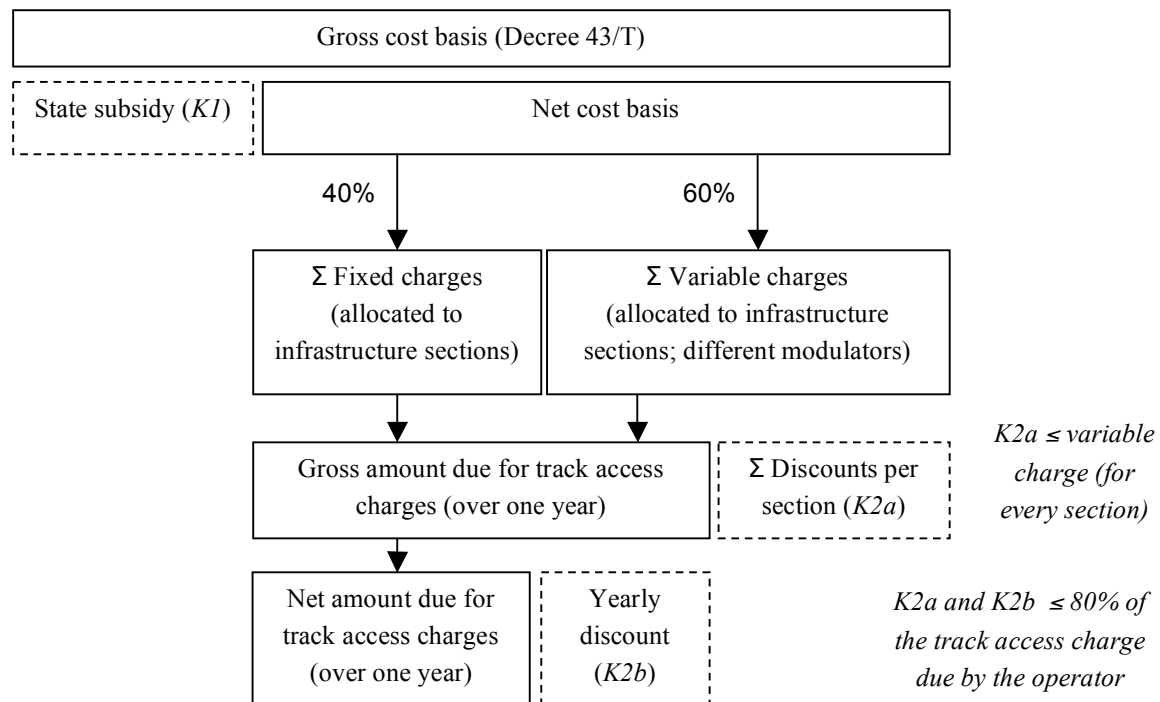 Gross cost basis (Decree 43/T)
State subsidy (K1)
Net cost basis
40%
60%
Σ Fixed charges
(allocated to
infrastructure sections)
Σ Variable charges
(allocated to infrastructure
sections; different modulators)
Gross amount due for track access
charges (over one year)
Σ Discounts per
section (K2a)
K2a ≤ variable
charge (for
every section)
Net amount due for
track access charges
(over one year)
Yearly
discount
(K2b)
K2a and K2b ≤ 80% of
the track access charge
due by the operator